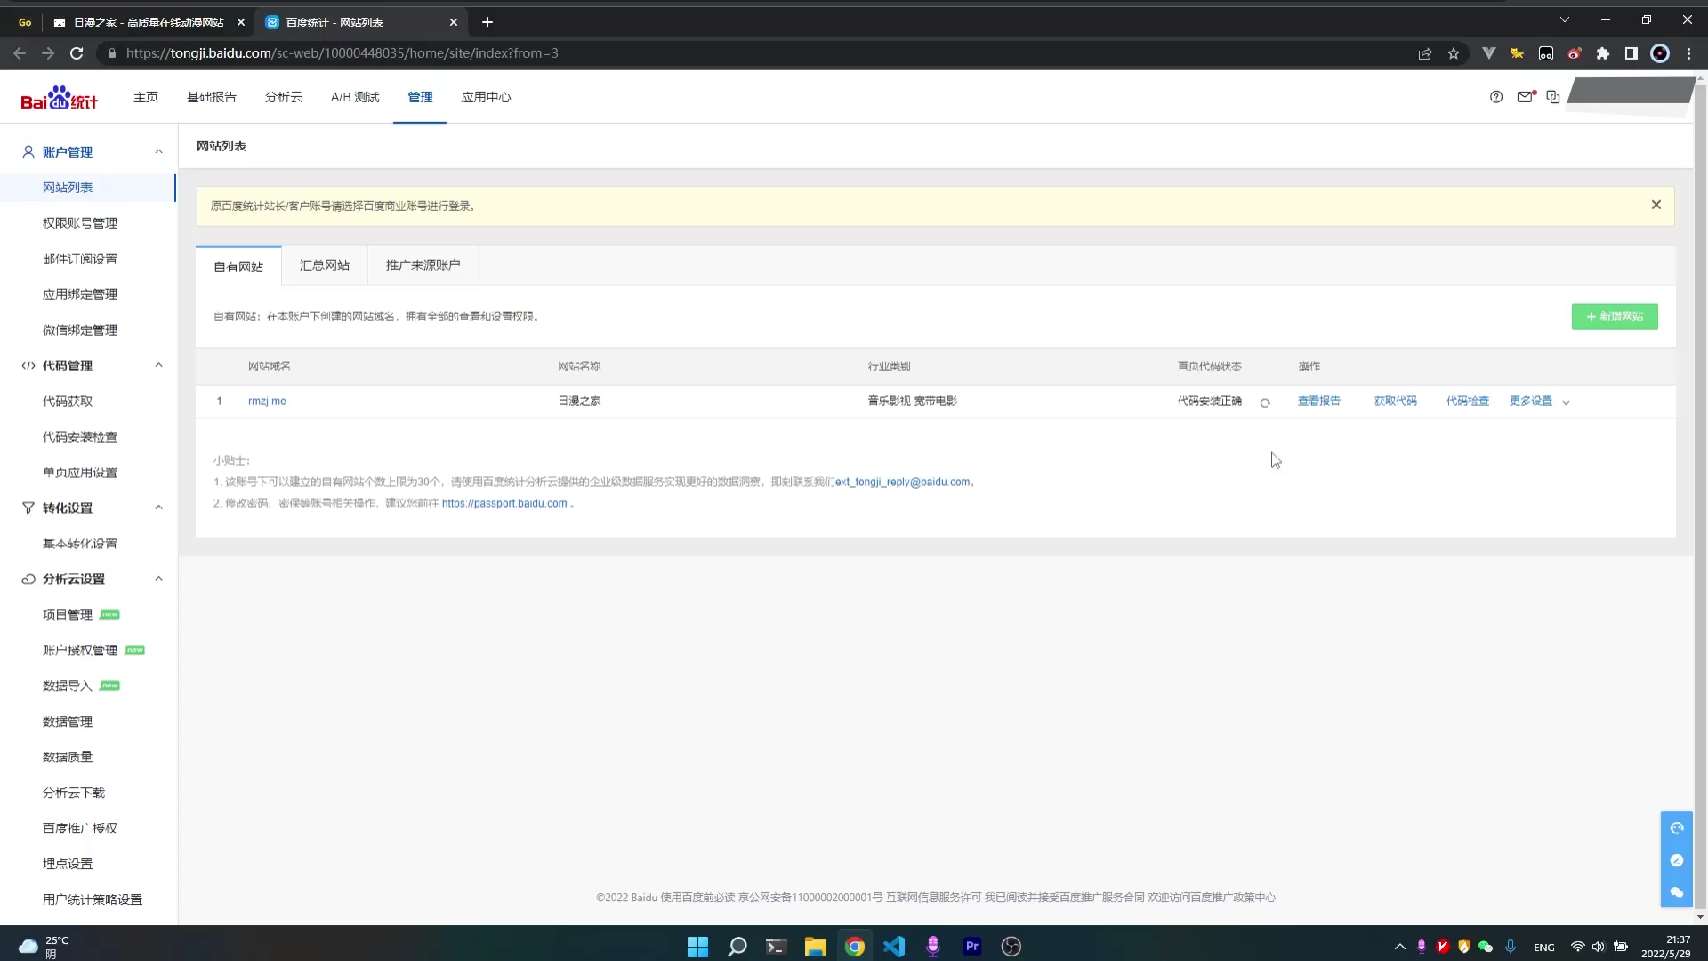 Go
日漫之家 - 高质量在线动漫网站
百度统计 - 网站列表
https://tongji.baidu.com/sc-web/10000448035/home/site/index?from=3
Bai du 统计
主页
基础报告
分析云
A/B 测试
管理
应用中心
账户管理
网站列表
权限账号管理
邮件订阅设置
应用绑定管理
微信绑定管理
代码管理
代码获取
代码安装检查
单页应用设置
转化设置
基本转化设置
分析云设置
项目管理 new
账户授权管理 new
数据导入 new
数据管理
数据质量
分析云下载
百度推广授权
埋点设置
用户统计策略设置
网站列表
原百度统计站长/客户账号请选择百度商业账号进行登录。
自有网站
汇总网站
推广来源账户
自有网站：在本账户下创建的网站域名，拥有全部的查看和设置权限。
+ 新增网站
网站域名 网站名称 行业类别 首页代码状态 操作
1 rmzj.me 日漫之家 音乐影视 宽带电影 代码安装正确 查看报告 获取代码 代码检查 更多设置
小贴士：
1. 该账号下可以建立的自有网站个数上限为30个，请使用百度统计分析云提供的企业级数据服务实现更好的数据洞察，即刻联系我们ext_tongji_reply@baidu.com。
2. 修改密码、密保等账号相关操作，建议您前往 https://passport.baidu.com 。
©2022 Baidu 使用百度前必读 京公网安备11000002000001号 互联网信息服务许可 我已阅读并接受百度推广服务合同 欢迎访问百度推广政策中心
25°C
阴
Pr
ENG
21:37
2022/5/29